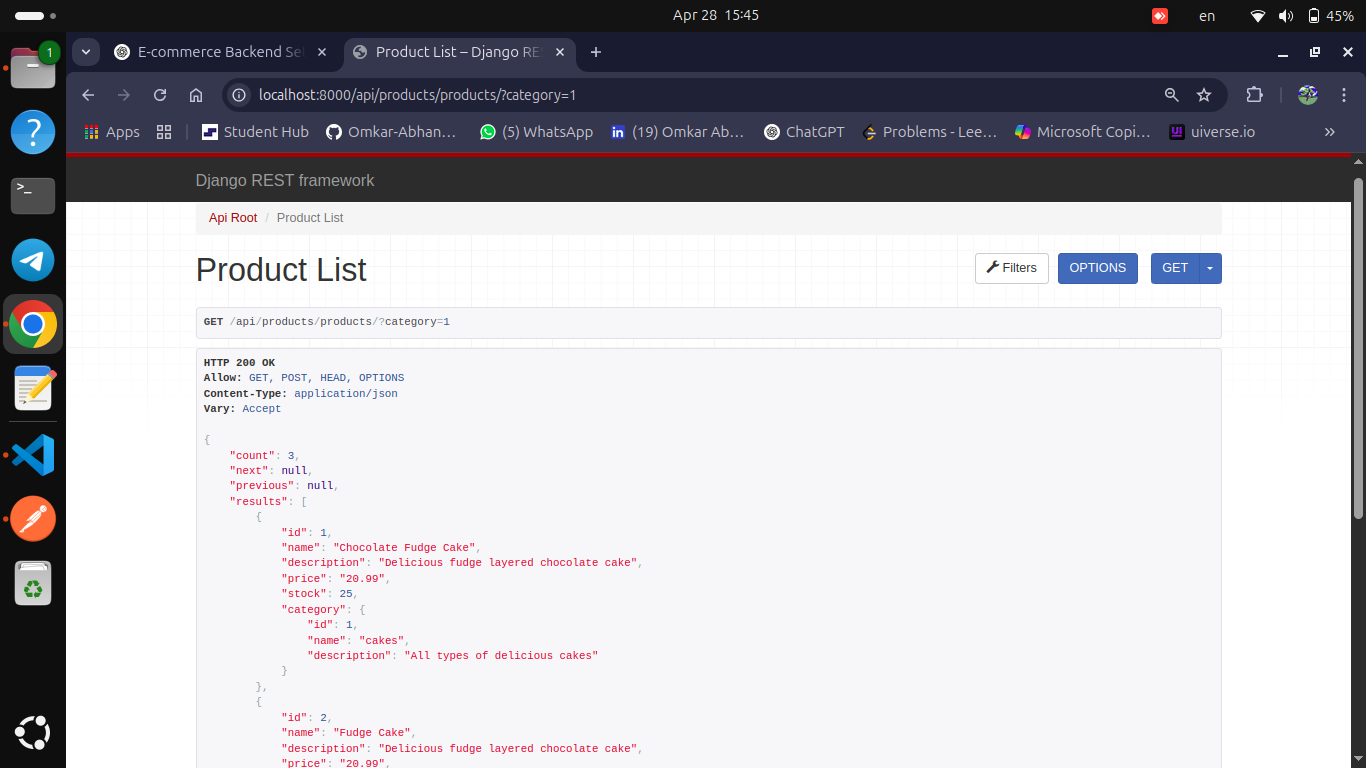 Apr 28 15:45
en
45%
1
E-commerce Backend Se
Product List – Django RE
localhost:8000/api/products/products/?category=1
Apps
Student Hub
Omkar-Abhan...
(5) WhatsApp
(19) Omkar Ab...
ChatGPT
Problems - Lee...
Microsoft Copi...
UI
uiverse.io
»
Django REST framework
Api Root / Product List
Product List
Filters
OPTIONS
GET
GET /api/products/products/?category=1
HTTP 200 OK
Allow: GET, POST, HEAD, OPTIONS
Content-Type: application/json
Vary: Accept
{
"count": 3,
"next": null,
"previous": null,
"results": [
{
"id": 1,
"name": "Chocolate Fudge Cake",
"description": "Delicious fudge layered chocolate cake",
"price": "20.99",
"stock": 25,
"category": {
"id": 1,
"name": "cakes",
"description": "All types of delicious cakes"
}
},
{
"id": 2,
"name": "Fudge Cake",
"description": "Delicious fudge layered chocolate cake",
"price": "20.99",